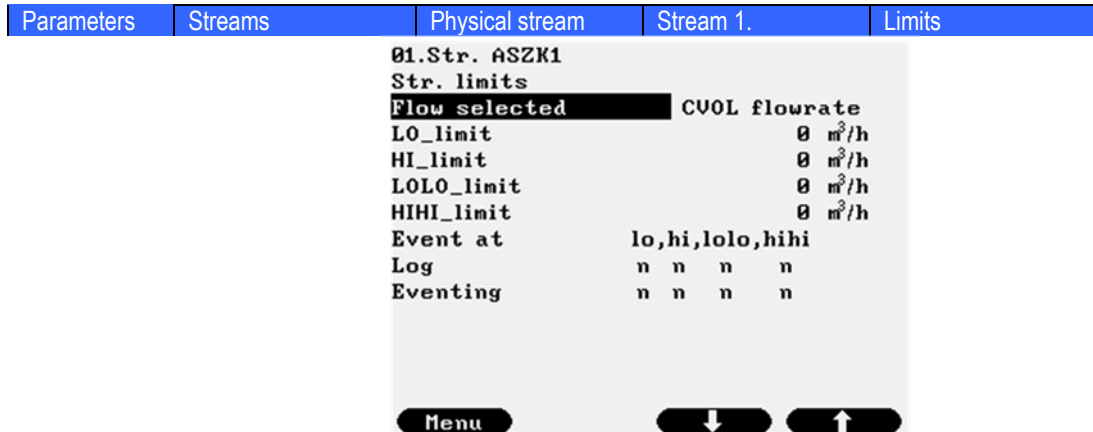 Parameters Streams Physical stream Stream 1. Limits
01.Str. ASZK1
Str. limits
Flow selected CVOL flowrate
LO_limit 0 m³/h
HI_limit 0 m³/h
LOLO_limit 0 m³/h
HIHI_limit 0 m³/h
Event at lo,hi,lolo,hihi
Log n n n n
Eventing n n n n
Menu